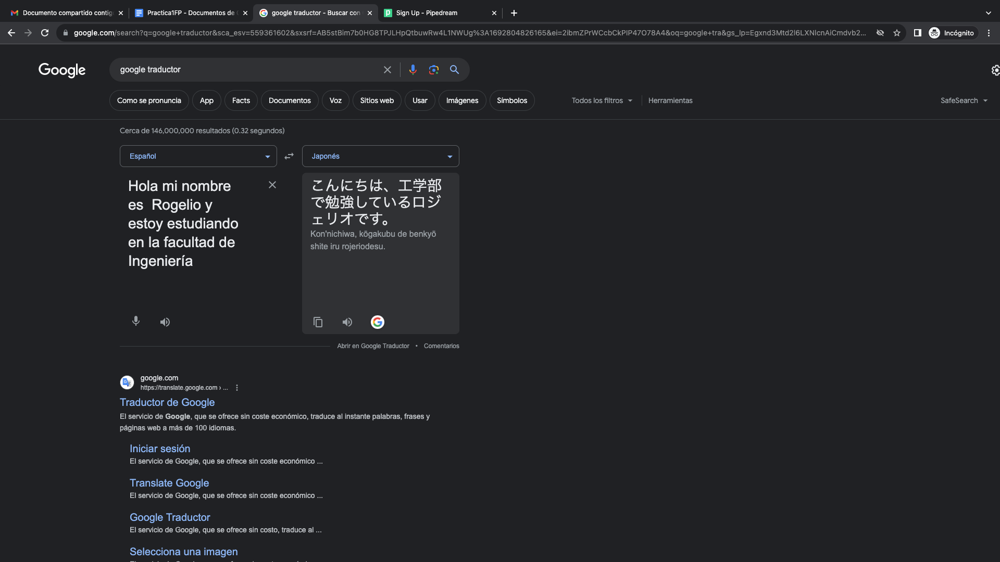 Documento compartido contig
Practica1FP - Documentos de
google traductor - Buscar con
Sign Up - Pipedream
google.com/search?q=google+traductor&sca_esv=559361602&sxsrf=AB5stBim7b0HG8TPJLHpQtbuwRw4L1NWUg%3A1692804826165&ei=2ibmZPrWCcbCkPIP47O78A4&oq=google+tra&gs_lp=Egxnd3Mtd2l6LXNlcnAiCmdvb2...
Incógnito
Google
google traductor
Como se pronuncia
App
Facts
Documentos
Voz
Sitios web
Usar
Imágenes
Símbolos
Todos los filtros
Herramientas
SafeSearch
Cerca de 146,000,000 resultados (0.32 segundos)
Español
Japonés
Hola mi nombre
es  Rogelio y
estoy estudiando
en la facultad de
Ingeniería
こんにちは、工学部
で勉強しているロジ
ェリオです。
Kon'nichiwa, kōgakubu de benkyō
shite iru rojeriodesu.
Abrir en Google Traductor • Comentarios
google.com
https://translate.google.com › ...
Traductor de Google
El servicio de Google, que se ofrece sin coste económico, traduce al instante palabras, frases y
páginas web a más de 100 idiomas.
Iniciar sesión
El servicio de Google, que se ofrece sin coste económico ...
Translate Google
El servicio de Google, que se ofrece sin coste económico ...
Google Traductor
El servicio de Google, que se ofrece sin costo, traduce al ...
Selecciona una imagen